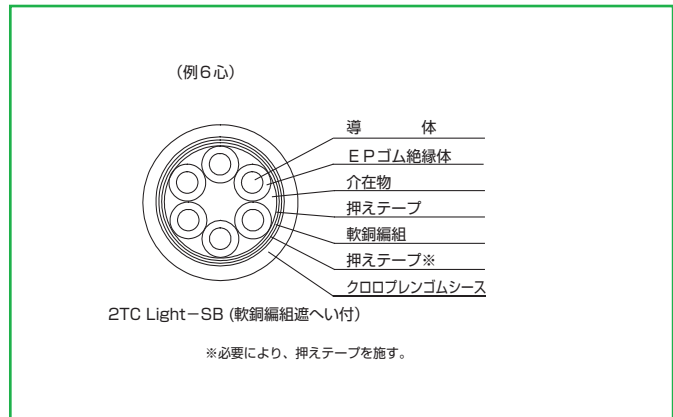 （例6心）
導　　　体
ＥＰゴム絶縁体
介在物
押えテープ
軟銅編組
押えテープ※
クロロプレンゴムシース
2TC Light－SB (軟銅編組遮へい付)
※必要により、押えテープを施す。